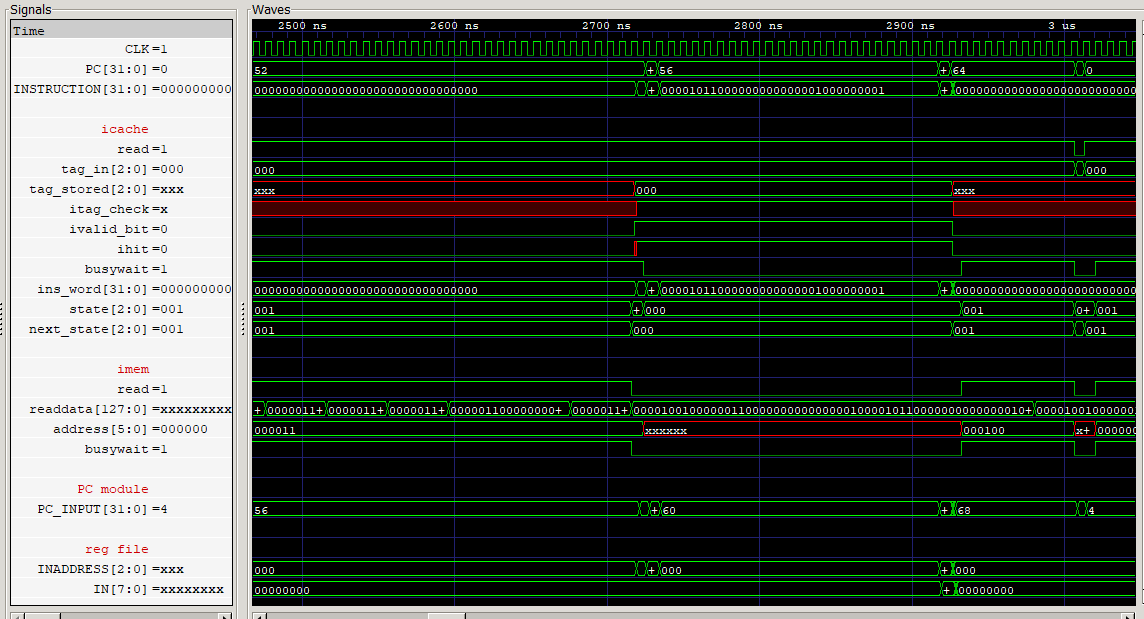 Signals
Waves
Time
2500 ns 2600 ns 2700 ns 2800 ns 2900 ns 3 us
CLK=1
PC[31:0]=0 52 + 56 + 64 0
INSTRUCTION[31:0]=000000000 00000000000000000000000000000000 + 00001011000000000000001000000001 +
icache
read=1
tag_in[2:0]=000 000 000
tag_stored[2:0]=xxx xxx 000 xxx
itag_check=x
ivalid_bit=0
ihit=0
busywait=1
ins_word[31:0]=000000000 00000000000000000000000000000000 + 00001011000000000000001000000001 +
state[2:0]=001 001 + 000 001 0+ 001
next_state[2:0]=001 001 000 001 001
imem
read=1
readdata[127:0]=xxxxxxxxx + 0000011+ 0000011+ 0000011+ 000001100000000+ 0000011+
address[5:0]=000000 000011 xxxxxx 000100 x+ 000000
busywait=1
PC module
PC_INPUT[31:0]=4 56 + 60 + 68 4
reg file
INADDRESS[2:0]=xxx 000 + 000 + 000
IN[7:0]=xxxxxxxx 00000000 + 00000000